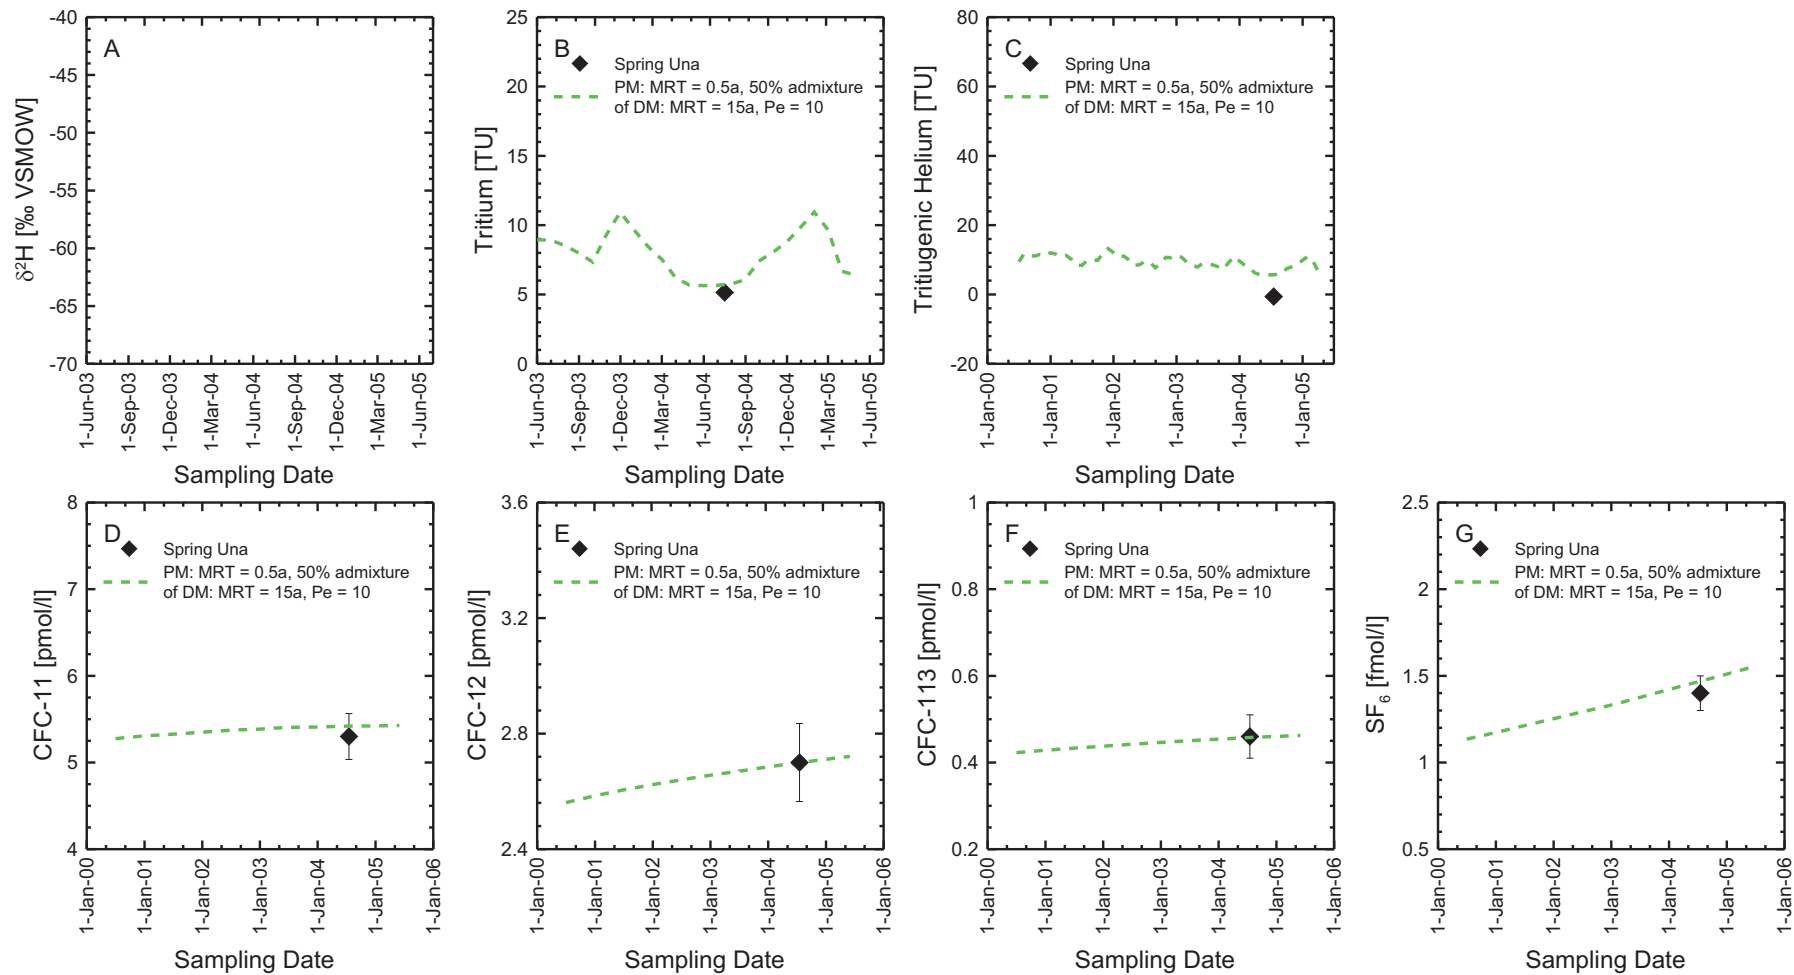 A
δ²H [‰ VSMOW]
-40
-45
-50
-55
-60
-65
-70
1-Jun-03
1-Sep-03
1-Dec-03
1-Mar-04
1-Jun-04
1-Sep-04
1-Dec-04
1-Mar-05
1-Jun-05
Sampling Date
B
Spring Una
PM: MRT = 0.5a, 50% admixture
of DM: MRT = 15a, Pe = 10
Tritium [TU]
25
20
15
10
5
0
1-Jun-03
1-Sep-03
1-Dec-03
1-Mar-04
1-Jun-04
1-Sep-04
1-Dec-04
1-Mar-05
1-Jun-05
Sampling Date
C
Spring Una
PM: MRT = 0.5a, 50% admixture
of DM: MRT = 15a, Pe = 10
Tritiugenic Helium [TU]
80
60
40
20
0
-20
1-Jan-00
1-Jan-01
1-Jan-02
1-Jan-03
1-Jan-04
1-Jan-05
Sampling Date
D
Spring Una
PM: MRT = 0.5a, 50% admixture
of DM: MRT = 15a, Pe = 10
CFC-11 [pmol/l]
8
7
6
5
4
1-Jan-00
1-Jan-01
1-Jan-02
1-Jan-03
1-Jan-04
1-Jan-05
1-Jan-06
Sampling Date
E
Spring Una
PM: MRT = 0.5a, 50% admixture
of DM: MRT = 15a, Pe = 10
CFC-12 [pmol/l]
3.6
3.2
2.8
2.4
1-Jan-00
1-Jan-01
1-Jan-02
1-Jan-03
1-Jan-04
1-Jan-05
1-Jan-06
Sampling Date
F
Spring Una
PM: MRT = 0.5a, 50% admixture
of DM: MRT = 15a, Pe = 10
CFC-113 [pmol/l]
1
0.8
0.6
0.4
0.2
1-Jan-00
1-Jan-01
1-Jan-02
1-Jan-03
1-Jan-04
1-Jan-05
1-Jan-06
Sampling Date
G
Spring Una
PM: MRT = 0.5a, 50% admixture
of DM: MRT = 15a, Pe = 10
SF₆ [fmol/l]
2.5
2
1.5
1
0.5
1-Jan-00
1-Jan-01
1-Jan-02
1-Jan-03
1-Jan-04
1-Jan-05
1-Jan-06
Sampling Date